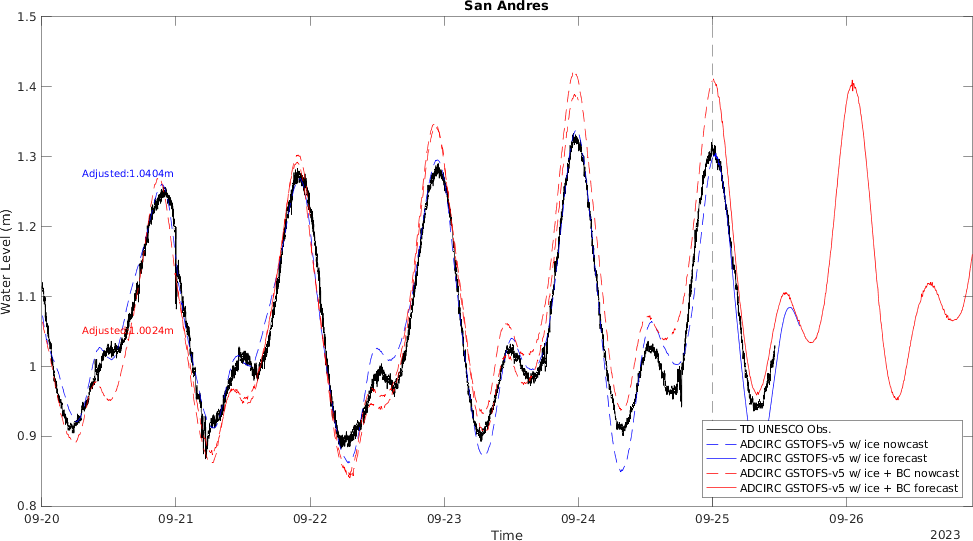 San Andres
1.5
1.4
1.3
1.2
1.1
1
0.9
0.8
Water Level (m)
Adjusted:1.0404m
Adjusted:1.0024m
TD UNESCO Obs.
ADCIRC GSTOFS-v5 w/ ice nowcast
ADCIRC GSTOFS-v5 w/ ice forecast
ADCIRC GSTOFS-v5 w/ ice + BC nowcast
ADCIRC GSTOFS-v5 w/ ice + BC forecast
09-20 09-21 09-22 09-23 09-24 09-25 09-26
Time
2023